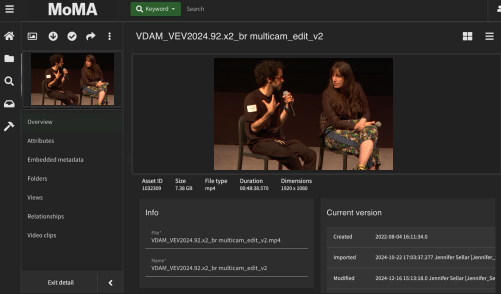 MoMA
Keyword
Search
VDAM_VEV2024.92.x2_br multicam_edit_v2
Overview
Attributes
Embedded metadata
Folders
Views
Relationships
Video clips
Exit detail
Asset ID Size File type Duration Dimensions
1032309 7.38 GB mp4 00:48:38.570 1920 x 1080
Info
File*
VDAM_VEV2024.92.x2_br multicam_edit_v2.mp4
Name*
VDAM_VEV2024.92.x2_br multicam_edit_v2
Current version
Created 2022-08-04 16:11:34.0
Imported 2024-10-22 17:03:37.277 Jennifer Sellar (Jennifer_
Modified 2024-12-16 15:13:18.0 Jennifer Sellar (Jennifer_Se